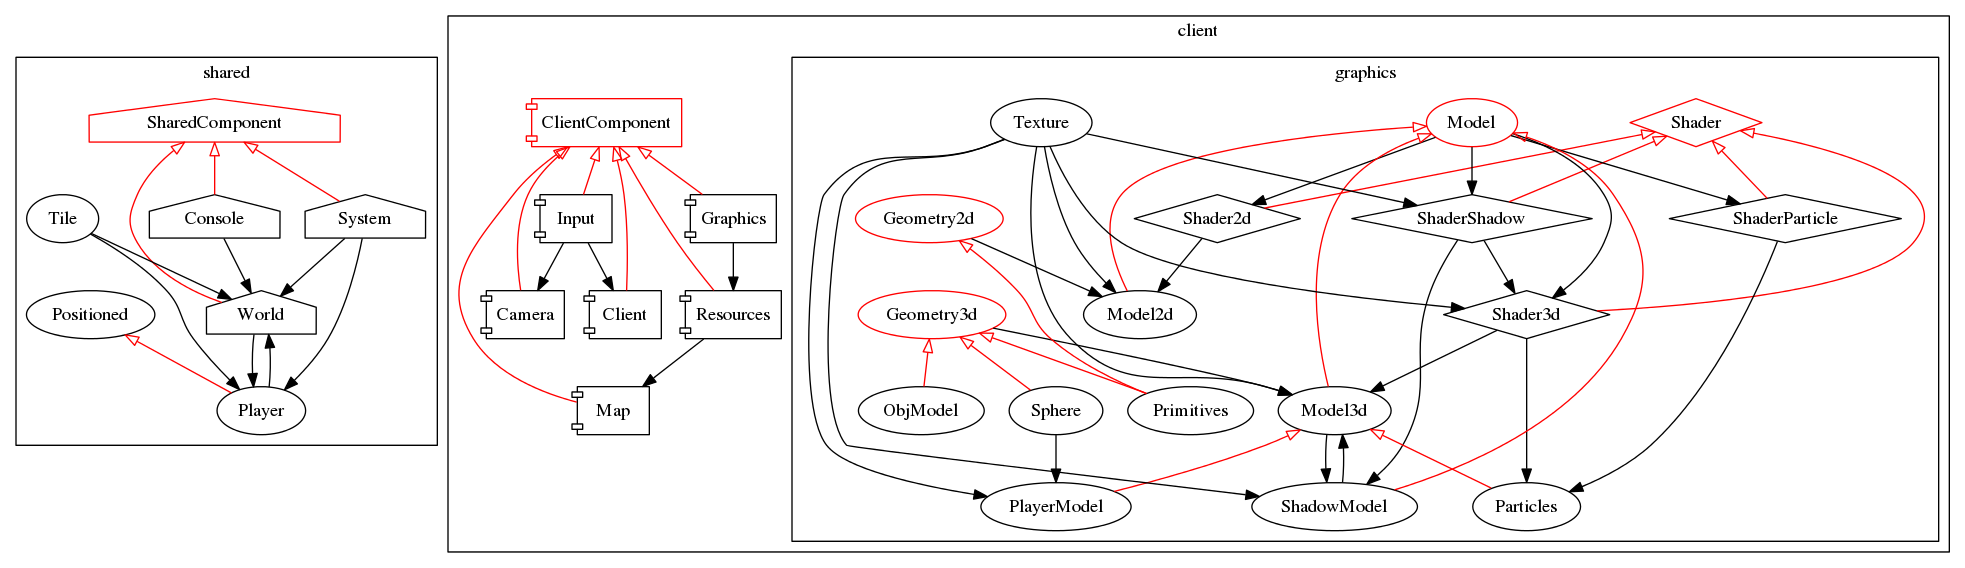 client
shared
graphics
SharedComponent
ClientComponent
Texture
Model
Shader
Tile
Console
System
Input
Graphics
Geometry2d
Shader2d
ShaderShadow
ShaderParticle
Positioned
World
Camera
Client
Resources
Geometry3d
Model2d
Shader3d
Player
Map
ObjModel
Sphere
Primitives
Model3d
PlayerModel
ShadowModel
Particles